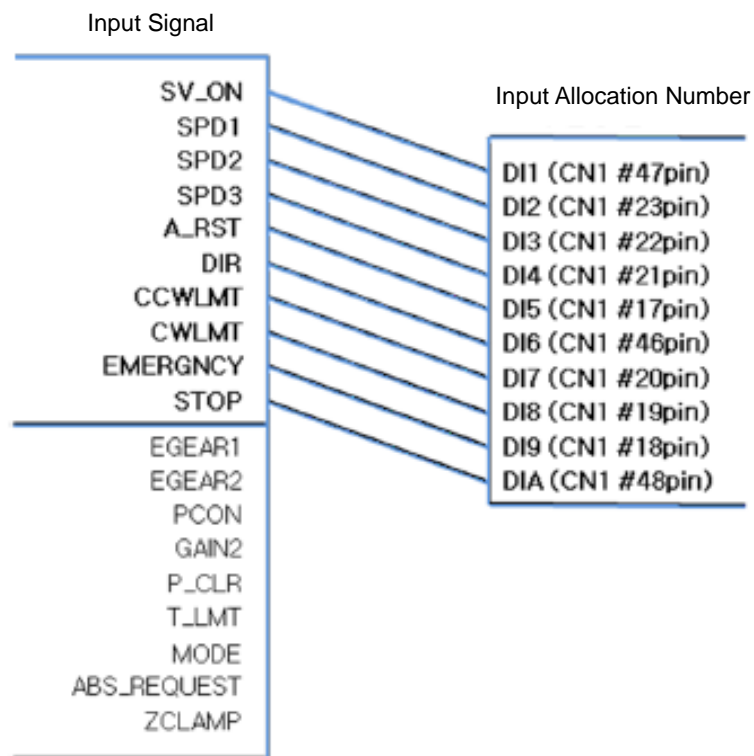 Input Signal
SV_ON
SPD1
SPD2
SPD3
A_RST
DIR
CCWLMT
CWLMT
EMERGNCY
STOP
EGEAR1
EGEAR2
PCON
GAIN2
P_CLR
T_LMT
MODE
ABS_REQUEST
ZCLAMP
Input Allocation Number
DI1 (CN1 #47pin)
DI2 (CN1 #23pin)
DI3 (CN1 #22pin)
DI4 (CN1 #21pin)
DI5 (CN1 #17pin)
DI6 (CN1 #46pin)
DI7 (CN1 #20pin)
DI8 (CN1 #19pin)
DI9 (CN1 #18pin)
DIA (CN1 #48pin)